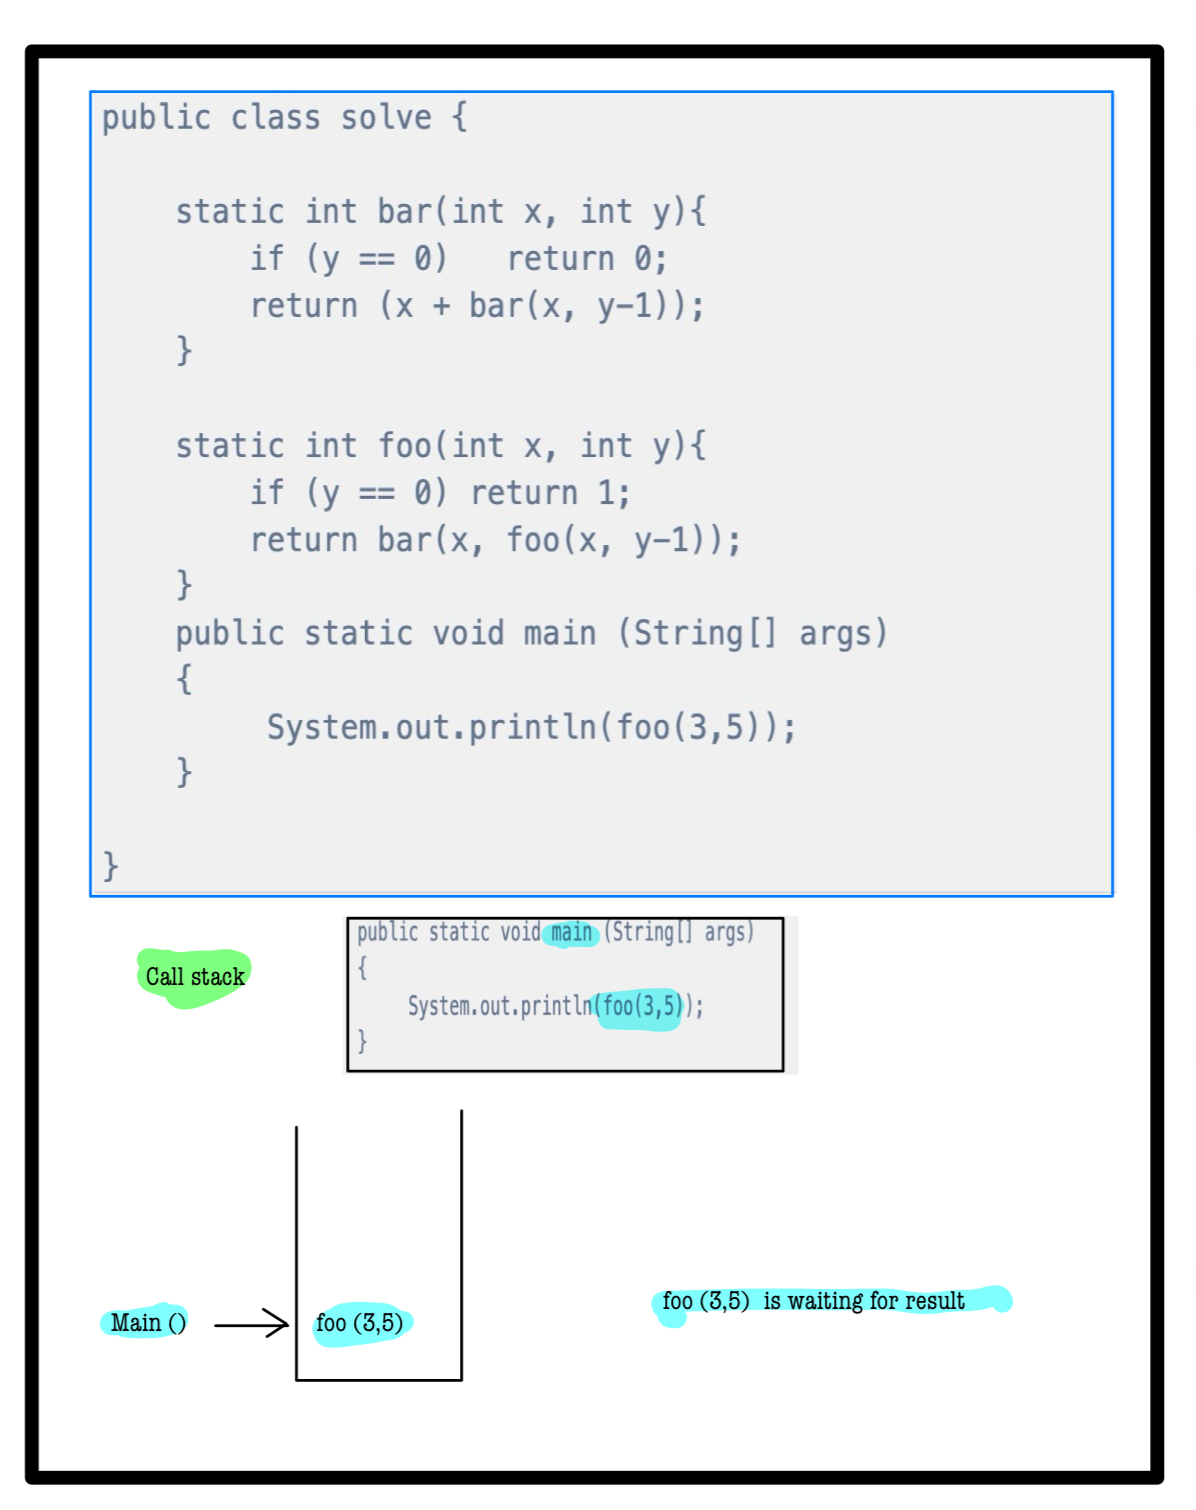 public class solve {
static int bar(int x, int y){
if (y == 0)   return 0;
return (x + bar(x, y-1));
}
static int foo(int x, int y){
if (y == 0) return 1;
return bar(x, foo(x, y-1));
}
public static void main (String[] args)
{
System.out.println(foo(3,5));
}
}
public static void main (String[] args)
Call stack
{
System.out.println(foo(3,5));
}
foo (3,5)  is waiting for result
Main () foo (3,5)